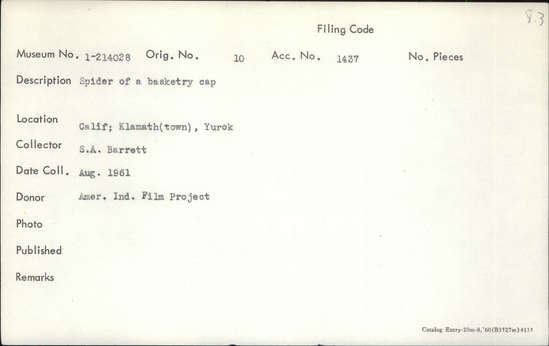 8.3
Filing Code
Museum No. 1-214028 Orig. No. 10 Acc. No. 1437 No. Pieces
Description Spider of a basketry cap
Location
Calif; Klamath(town), Yurok
Collector S.A. Barrett
Date Coll. Aug. 1961
Donor Amer. Ind. Film Project
Photo
Published
Remarks